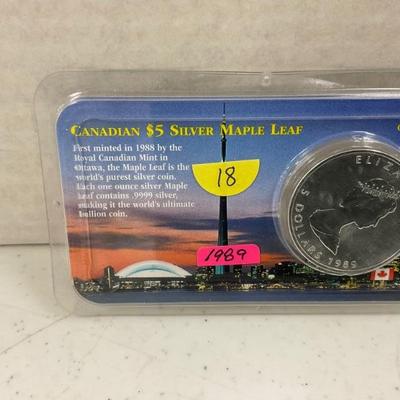 CANADIAN $5 SILVER MAPLE LEAF
First minted in 1988 by the
Royal Canadian Mint in
Ottawa, the Maple Leaf is the
world's purest silver coin.
Each one ounce silver Maple
Leaf contains .9999 silver,
making it the world's ultimate
bullion coin.
18
1989
ELIZ
5 DOLLARS 1989